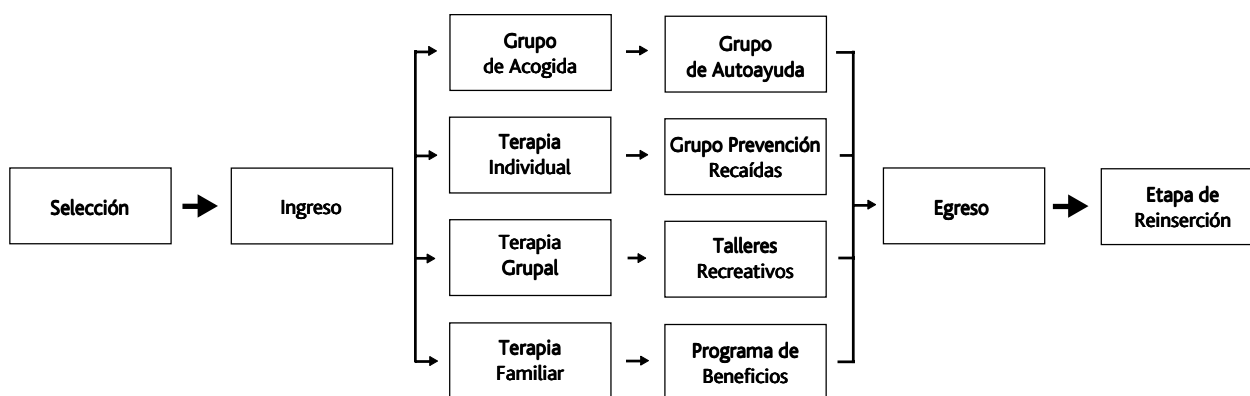 Selección
Ingreso
Grupo
de Acogida
Grupo
de Autoayuda
Terapia
Individual
Grupo Prevención
Recaídas
Terapia
Grupal
Talleres
Recreativos
Terapia
Familiar
Programa de
Beneficios
Egreso
Etapa de
Reinserción